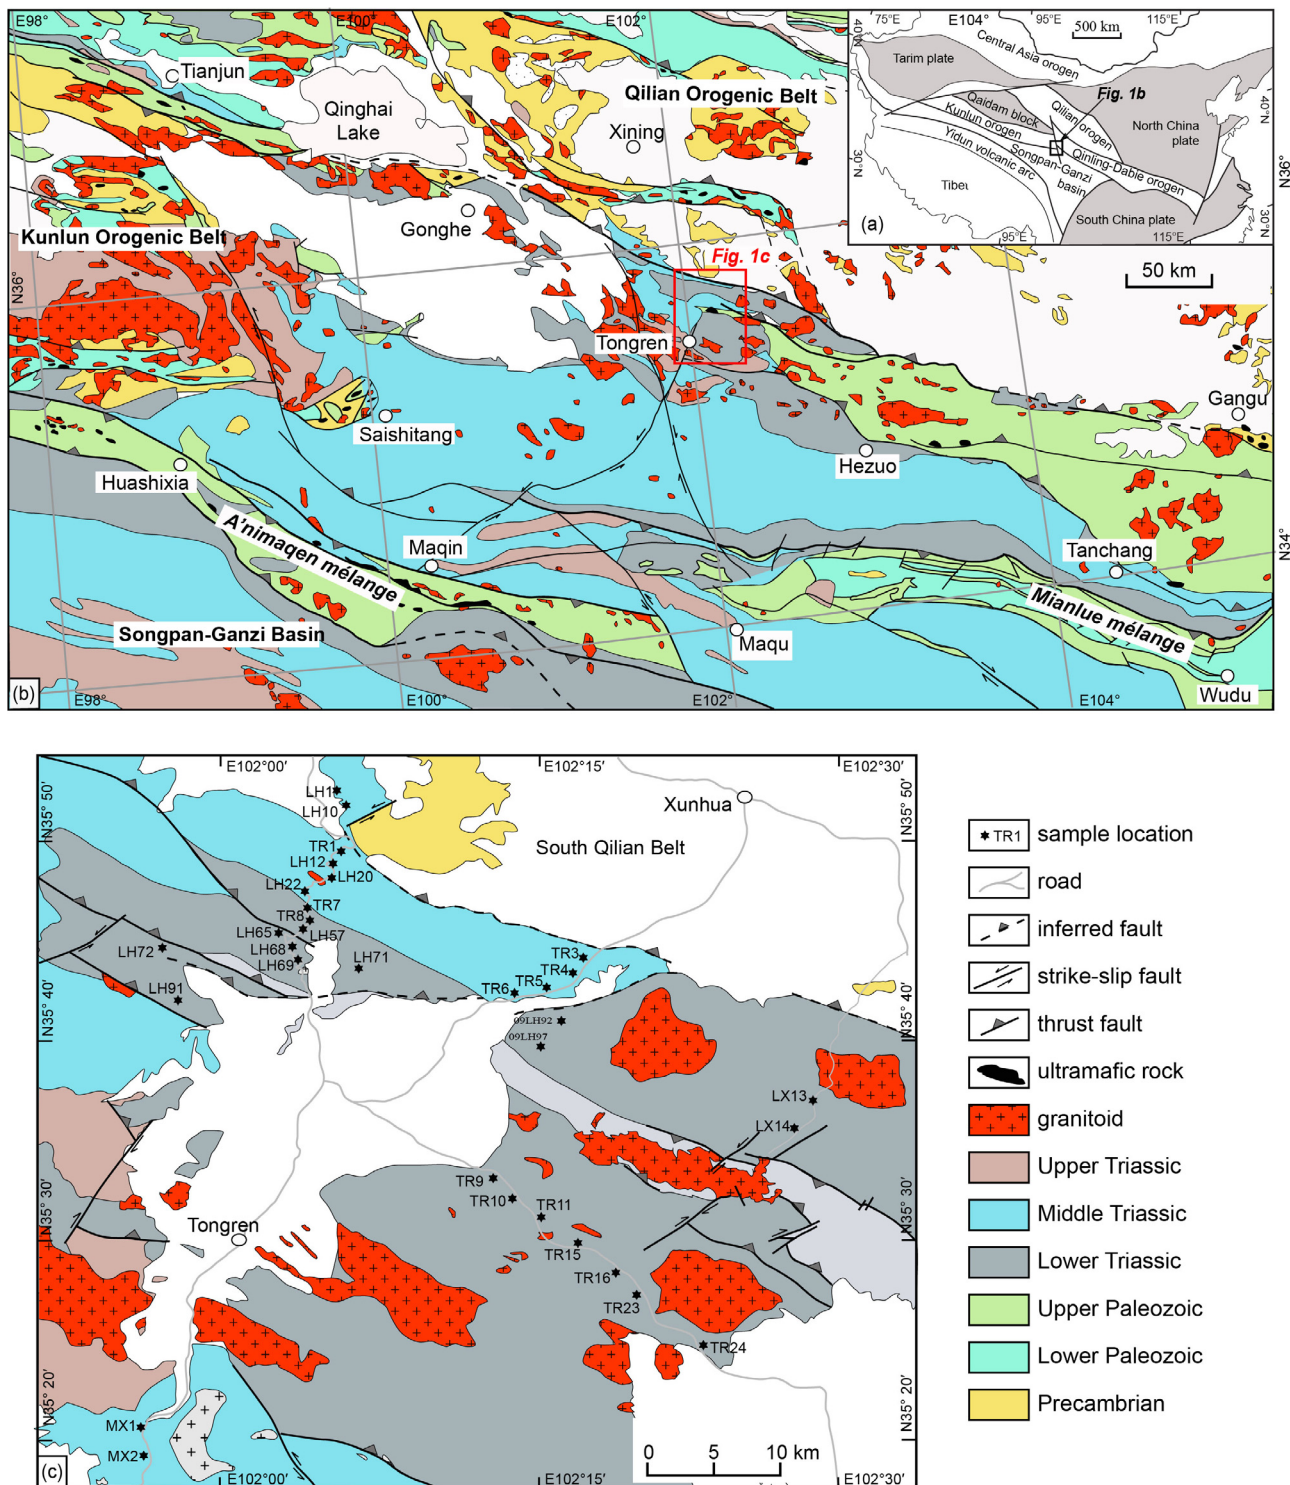 E98°
E100°
E102°
E104°
75°E
95°E
115°E
500 km
Central Asia orogen
40°N
Tarim plate
Fig. 1b
Qaidam block
Qilian orogen
North China
plate
40°N
Kunlun orogen
Songpan-Ganzi
basin
Qinling-Dabie orogen
Yidun volcanic arc
30°N
South China plate
30°N
(a)
95°E
115°E
N36°
Tianjun
Qinghai
Lake
Qilian Orogenic Belt
Xining
Gonghe
Kunlun Orogenic Belt
Fig. 1c
50 km
N36°
Tongren
Gangu
Saishitang
Hezuo
Huashixia
A'nimaqen mélange
Maqin
Tanchang
N34°
Mianlue mélange
Songpan-Ganzi Basin
Maqu
Wudu
(b)
E98°
E100°
E102°
E104°
E102°00′
E102°15′
E102°30′
N35° 50′
N35° 50′
LH1
LH10
Xunhua
TR1
LH12
LH20
South Qilian Belt
LH22
TR7
TR8
LH65
LH57
LH72
LH68
LH69
LH71
TR3
TR4
TR5
TR6
LH91
N35° 40′
N35° 40′
09LH92
09LH97
LX13
LX14
TR9
TR10
TR11
N35° 30′
N35° 30′
Tongren
TR15
TR16
TR23
TR24
N35° 20′
N35° 20′
MX1
MX2
0 5 10 km
(c)
E102°00′
E102°15′
E102°30′
TR1 sample location
road
inferred fault
strike-slip fault
thrust fault
ultramafic rock
granitoid
Upper Triassic
Middle Triassic
Lower Triassic
Upper Paleozoic
Lower Paleozoic
Precambrian